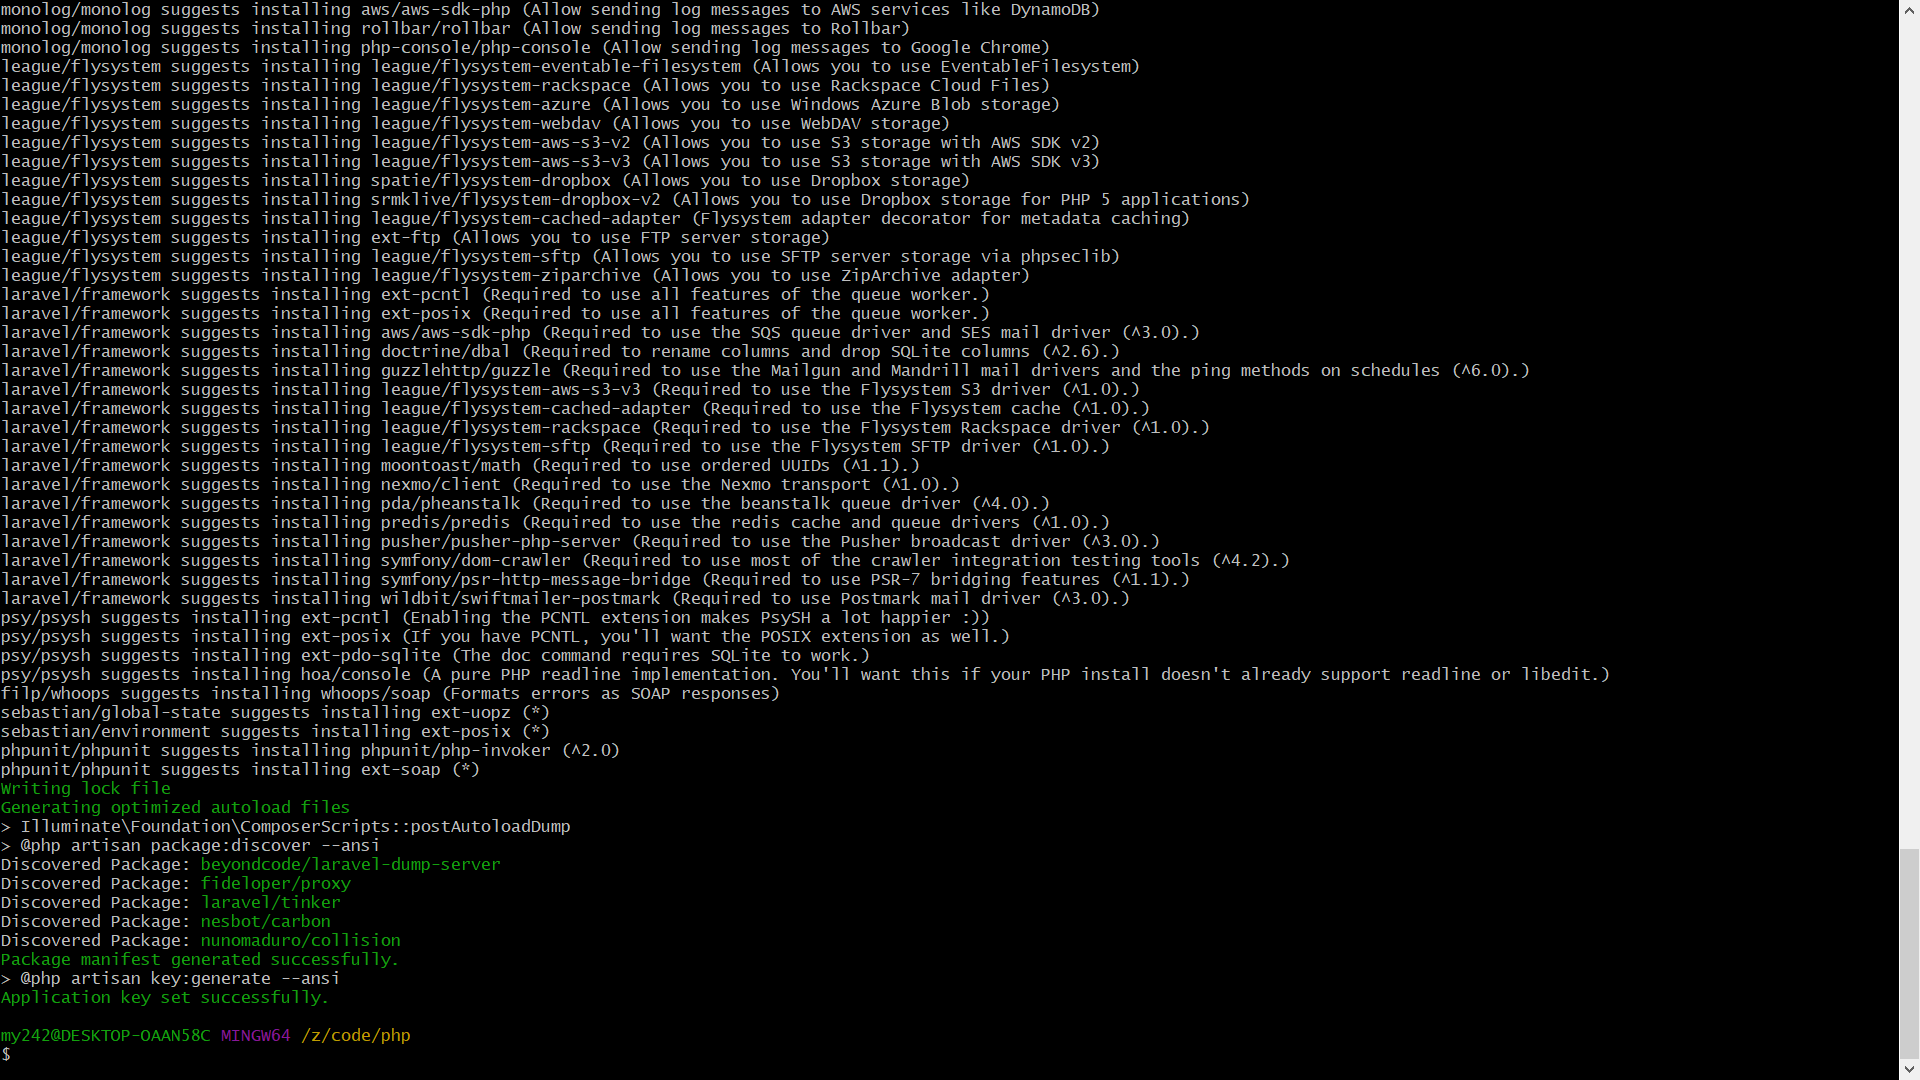 monolog/monolog suggests installing aws/aws-sdk-php (Allow sending log messages to AWS services like DynamoDB)
monolog/monolog suggests installing rollbar/rollbar (Allow sending log messages to Rollbar)
monolog/monolog suggests installing php-console/php-console (Allow sending log messages to Google Chrome)
league/flysystem suggests installing league/flysystem-eventable-filesystem (Allows you to use EventableFilesystem)
league/flysystem suggests installing league/flysystem-rackspace (Allows you to use Rackspace Cloud Files)
league/flysystem suggests installing league/flysystem-azure (Allows you to use Windows Azure Blob storage)
league/flysystem suggests installing league/flysystem-webdav (Allows you to use WebDAV storage)
league/flysystem suggests installing league/flysystem-aws-s3-v2 (Allows you to use S3 storage with AWS SDK v2)
league/flysystem suggests installing league/flysystem-aws-s3-v3 (Allows you to use S3 storage with AWS SDK v3)
league/flysystem suggests installing spatie/flysystem-dropbox (Allows you to use Dropbox storage)
league/flysystem suggests installing srmklive/flysystem-dropbox-v2 (Allows you to use Dropbox storage for PHP 5 applications)
league/flysystem suggests installing league/flysystem-cached-adapter (Flysystem adapter decorator for metadata caching)
league/flysystem suggests installing ext-ftp (Allows you to use FTP server storage)
league/flysystem suggests installing league/flysystem-sftp (Allows you to use SFTP server storage via phpseclib)
league/flysystem suggests installing league/flysystem-ziparchive (Allows you to use ZipArchive adapter)
laravel/framework suggests installing ext-pcntl (Required to use all features of the queue worker.)
laravel/framework suggests installing ext-posix (Required to use all features of the queue worker.)
laravel/framework suggests installing aws/aws-sdk-php (Required to use the SQS queue driver and SES mail driver (^3.0).)
laravel/framework suggests installing doctrine/dbal (Required to rename columns and drop SQLite columns (^2.6).)
laravel/framework suggests installing guzzlehttp/guzzle (Required to use the Mailgun and Mandrill mail drivers and the ping methods on schedules (^6.0).)
laravel/framework suggests installing league/flysystem-aws-s3-v3 (Required to use the Flysystem S3 driver (^1.0).)
laravel/framework suggests installing league/flysystem-cached-adapter (Required to use the Flysystem cache (^1.0).)
laravel/framework suggests installing league/flysystem-rackspace (Required to use the Flysystem Rackspace driver (^1.0).)
laravel/framework suggests installing league/flysystem-sftp (Required to use the Flysystem SFTP driver (^1.0).)
laravel/framework suggests installing moontoast/math (Required to use ordered UUIDs (^1.1).)
laravel/framework suggests installing nexmo/client (Required to use the Nexmo transport (^1.0).)
laravel/framework suggests installing pda/pheanstalk (Required to use the beanstalk queue driver (^4.0).)
laravel/framework suggests installing predis/predis (Required to use the redis cache and queue drivers (^1.0).)
laravel/framework suggests installing pusher/pusher-php-server (Required to use the Pusher broadcast driver (^3.0).)
laravel/framework suggests installing symfony/dom-crawler (Required to use most of the crawler integration testing tools (^4.2).)
laravel/framework suggests installing symfony/psr-http-message-bridge (Required to use PSR-7 bridging features (^1.1).)
laravel/framework suggests installing wildbit/swiftmailer-postmark (Required to use Postmark mail driver (^3.0).)
psy/psysh suggests installing ext-pcntl (Enabling the PCNTL extension makes PsySH a lot happier :))
psy/psysh suggests installing ext-posix (If you have PCNTL, you'll want the POSIX extension as well.)
psy/psysh suggests installing ext-pdo-sqlite (The doc command requires SQLite to work.)
psy/psysh suggests installing hoa/console (A pure PHP readline implementation. You'll want this if your PHP install doesn't already support readline or libedit.)
filp/whoops suggests installing whoops/soap (Formats errors as SOAP responses)
sebastian/global-state suggests installing ext-uopz (*)
sebastian/environment suggests installing ext-posix (*)
phpunit/phpunit suggests installing phpunit/php-invoker (^2.0)
phpunit/phpunit suggests installing ext-soap (*)
Writing lock file
Generating optimized autoload files
> Illuminate\Foundation\ComposerScripts::postAutoloadDump
> @php artisan package:discover --ansi
Discovered Package: beyondcode/laravel-dump-server
Discovered Package: fideloper/proxy
Discovered Package: laravel/tinker
Discovered Package: nesbot/carbon
Discovered Package: nunomaduro/collision
Package manifest generated successfully.
> @php artisan key:generate --ansi
Application key set successfully.
my242@DESKTOP-OAAN58C MINGW64 /z/code/php
$